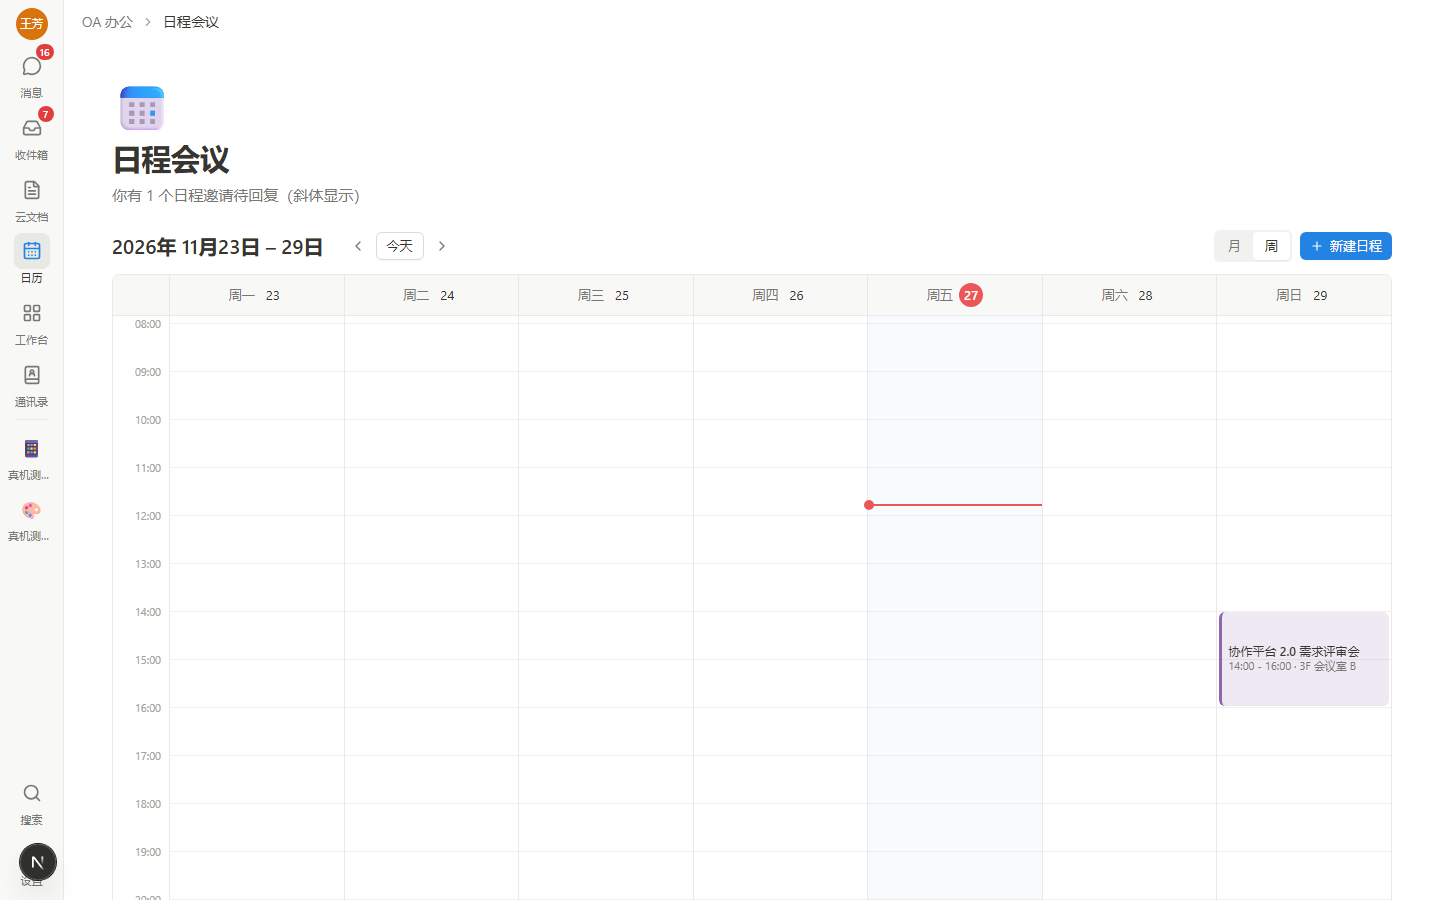 王芳
OA 办公 > 日程会议
16
消息
7
收件箱
云文档
日历
工作台
通讯录
真机测...
真机测...
搜索
N
设置
日程会议
你有 1 个日程邀请待回复（斜体显示）
2026年 11月23日 – 29日
今天
月 周
+ 新建日程
周一 23 周二 24 周三 25 周四 26 周五 27 周六 28 周日 29
08:00
09:00
10:00
11:00
12:00
13:00
14:00
协作平台 2.0 需求评审会
14:00 - 16:00 · 3F 会议室 B
15:00
16:00
17:00
18:00
19:00
20:00